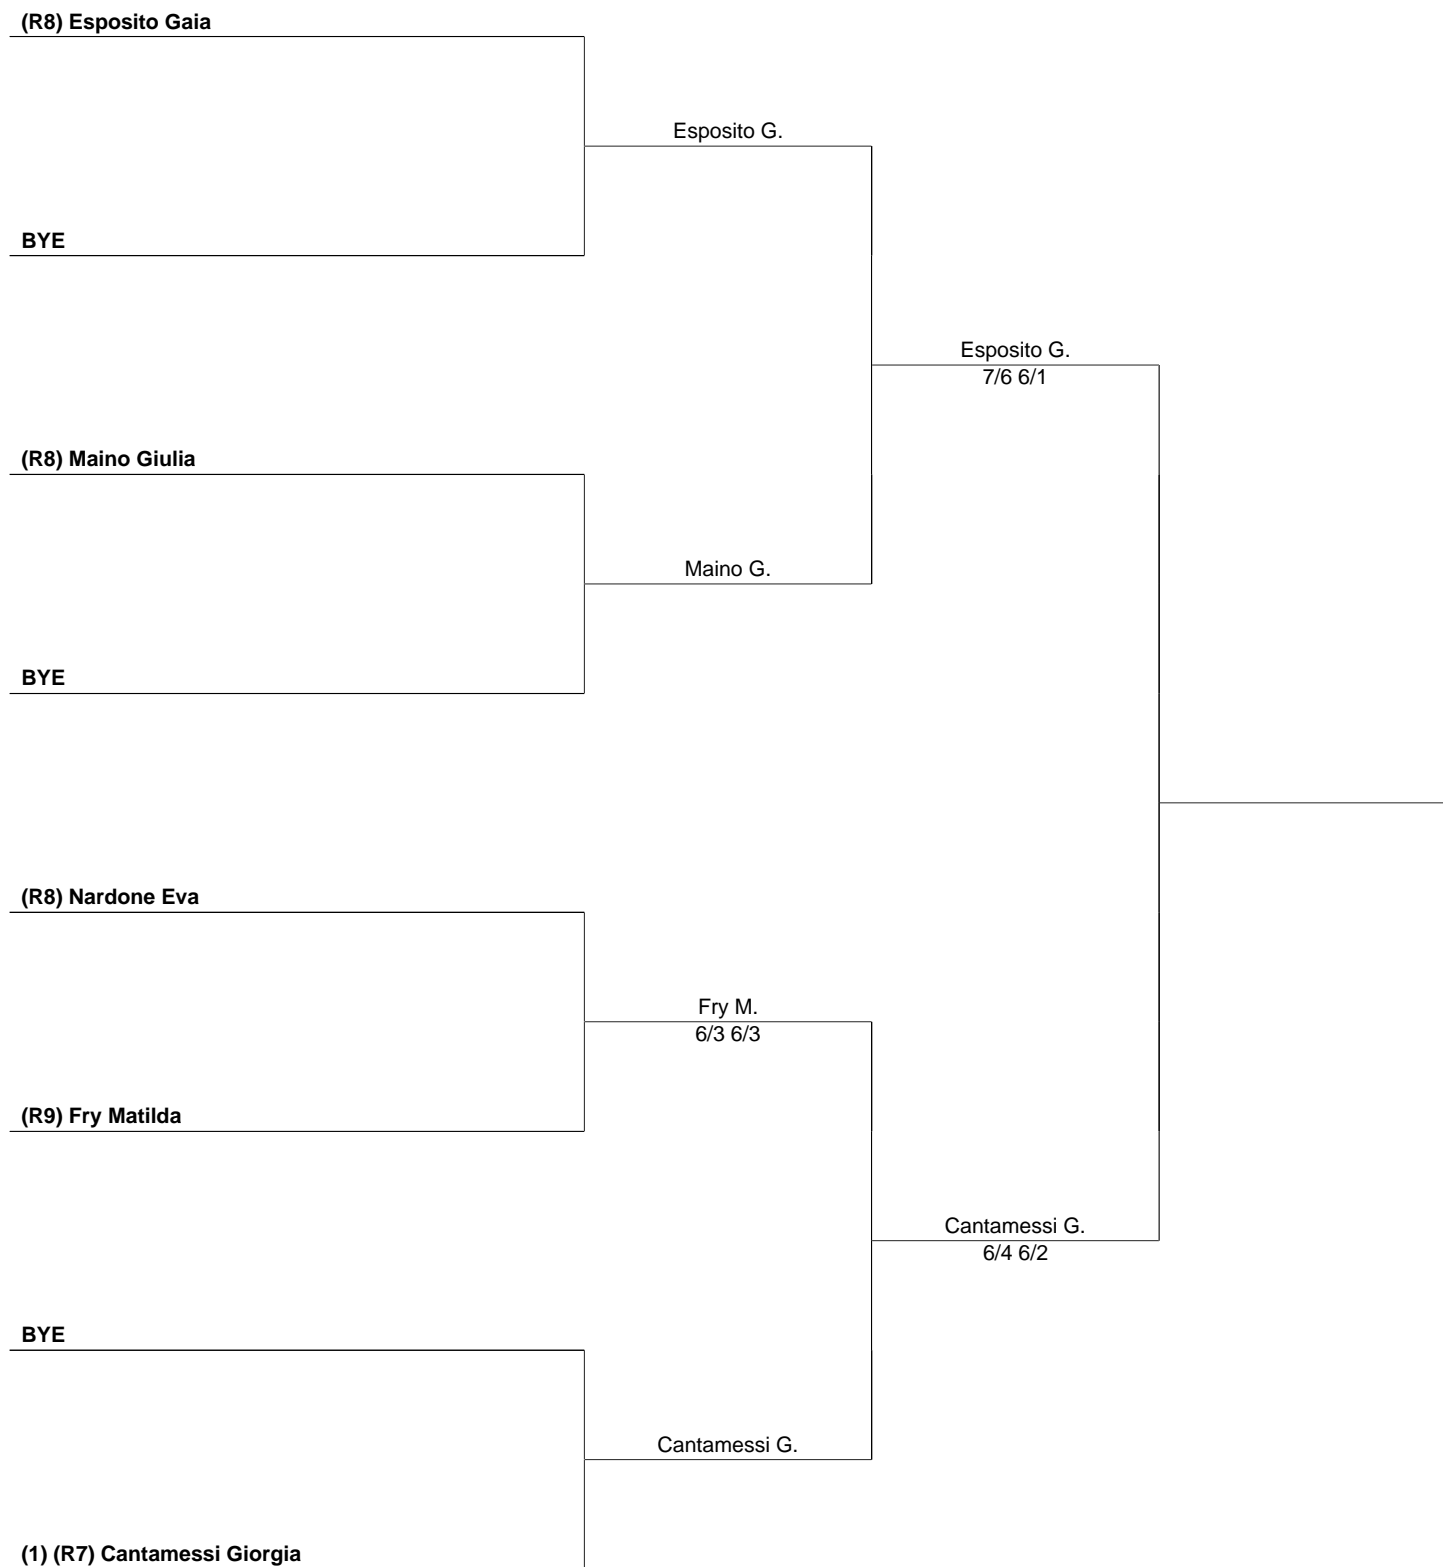 (R8) Esposito Gaia
Esposito G.
BYE
Esposito G.
7/6 6/1
(R8) Maino Giulia
Maino G.
BYE
(R8) Nardone Eva
Fry M.
6/3 6/3
(R9) Fry Matilda
Cantamessi G.
6/4 6/2
BYE
Cantamessi G.
(1) (R7) Cantamessi Giorgia